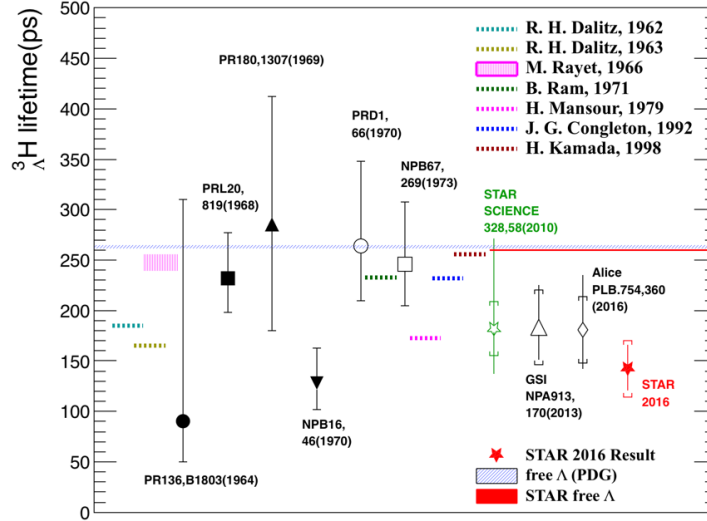 500
450
400
350
300
250
200
150
100
50
0
³ΛH lifetime(ps)
R. H. Dalitz, 1962
R. H. Dalitz, 1963
M. Rayet, 1966
B. Ram, 1971
H. Mansour, 1979
J. G. Congleton, 1992
H. Kamada, 1998
PR180,1307(1969)
PRD1,
66(1970)
PRL20,
819(1968)
NPB67,
269(1973)
STAR
SCIENCE
328,58(2010)
Alice
PLB.754,360
(2016)
GSI
NPA913,
170(2013)
STAR
2016
NPB16,
46(1970)
PR136,B1803(1964)
STAR 2016 Result
free Λ (PDG)
STAR free Λ